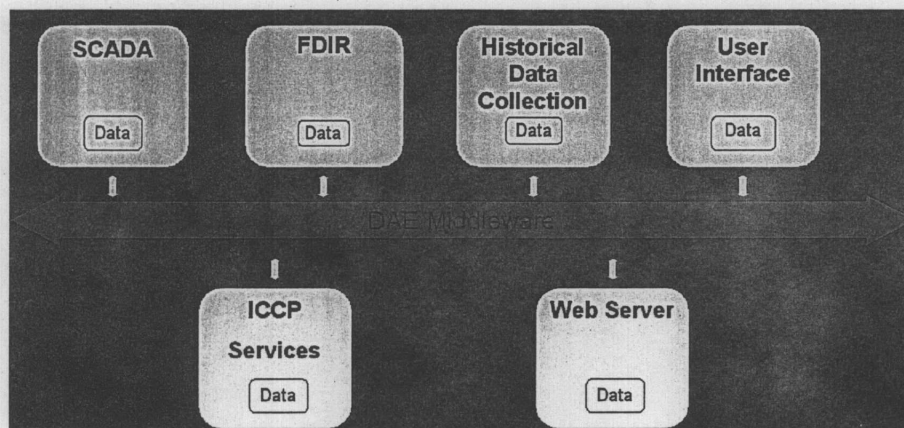 SCADA
Data
FDIR
Data
Historical
Data
Collection
Data
User
Interface
Data
DAE Middleware
ICCP
Services
Data
Web Server
Data